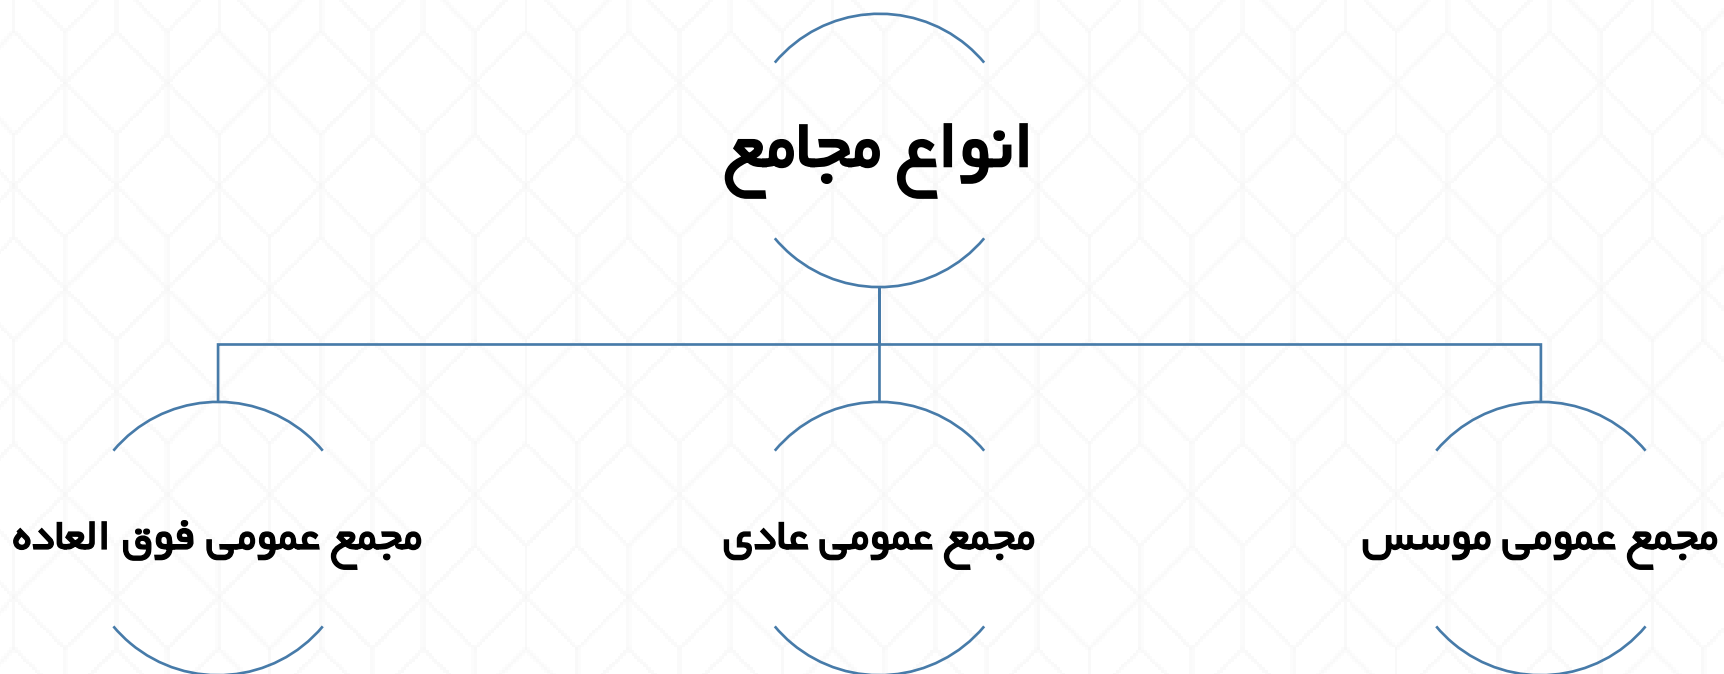 انواع مجامع
مجمع عمومی موسس
مجمع عمومی عادی
مجمع عمومی فوق العاده